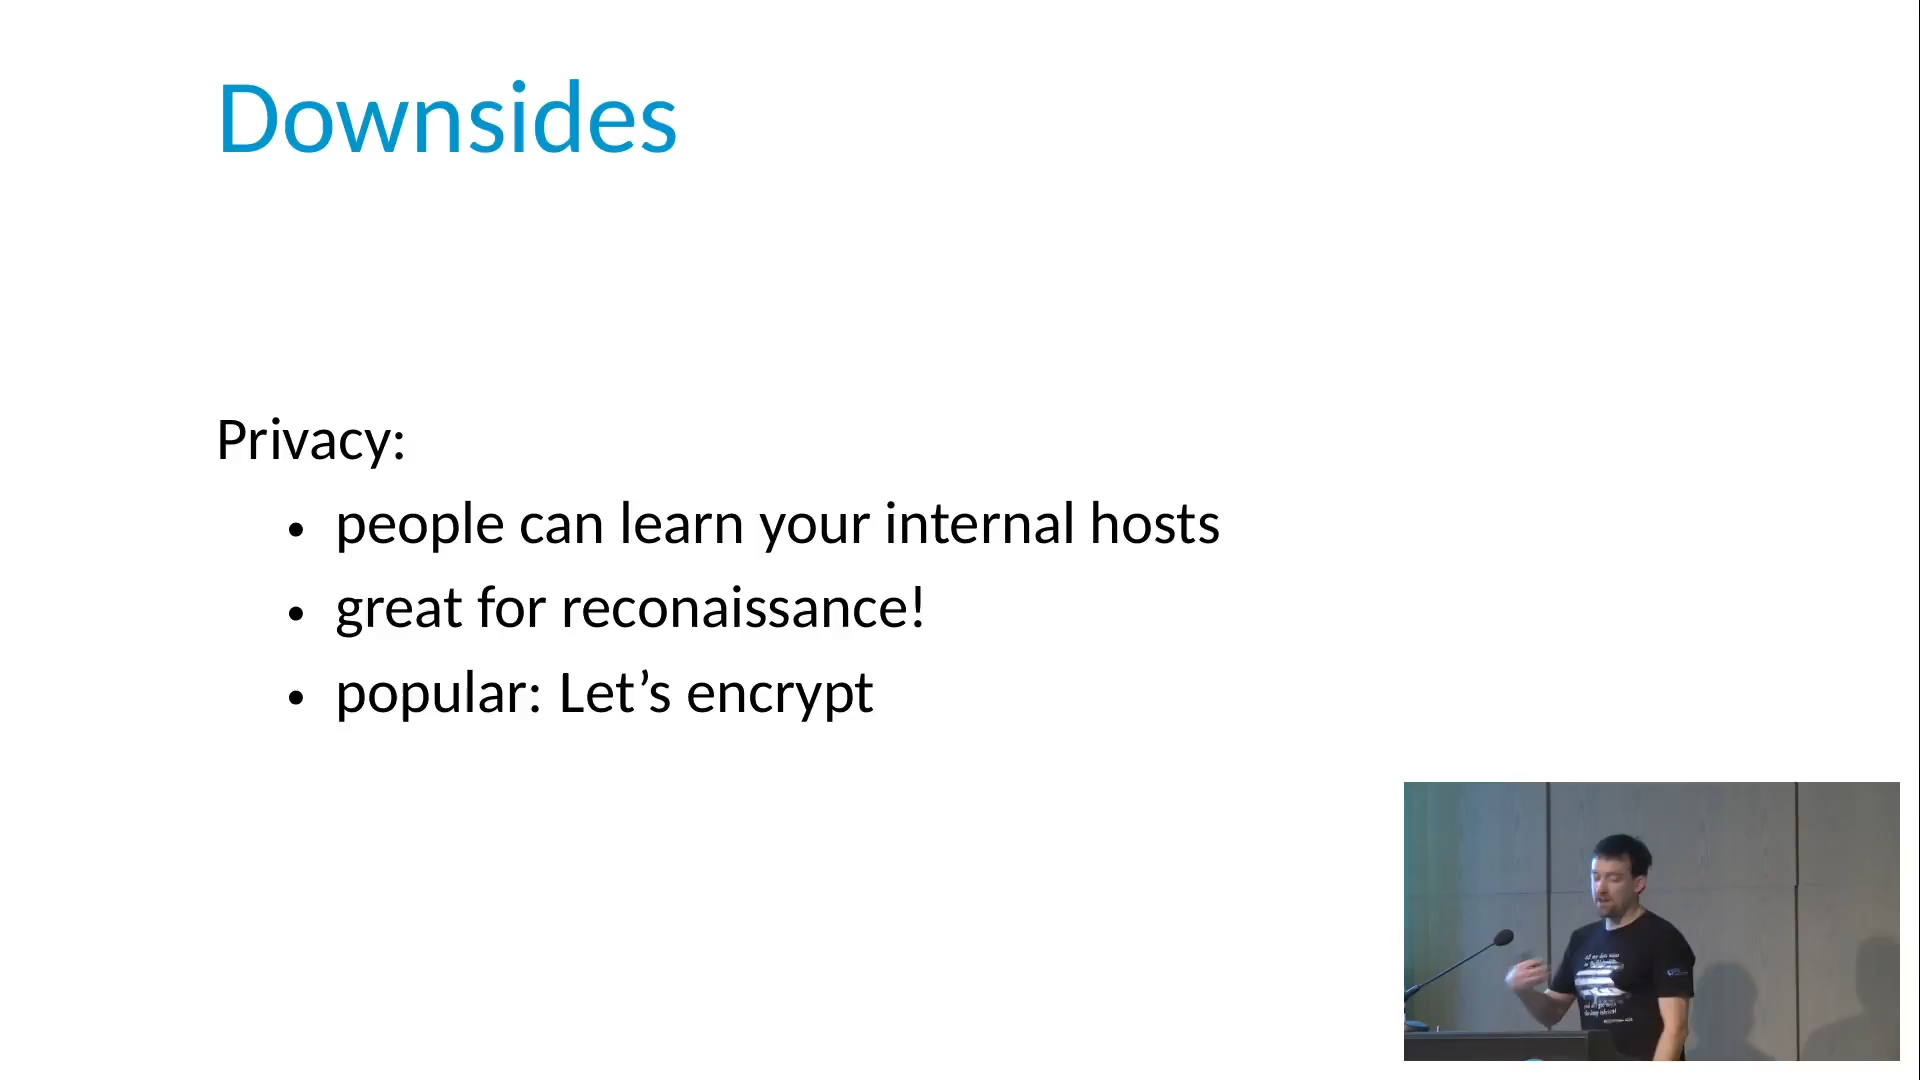 Downsides
Privacy:
• people can learn your internal hosts
• great for reconaissance!
• popular: Let’s encrypt